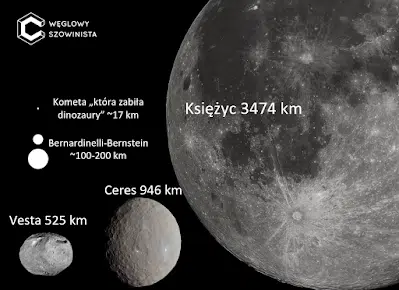 WĘGLOWY
SZOWINISTA
Kometa „która zabiła
dinozaury” ~17 km
Księżyc 3474 km
Bernardinelli-Bernstein
~100-200 km
Ceres 946 km
Vesta 525 km